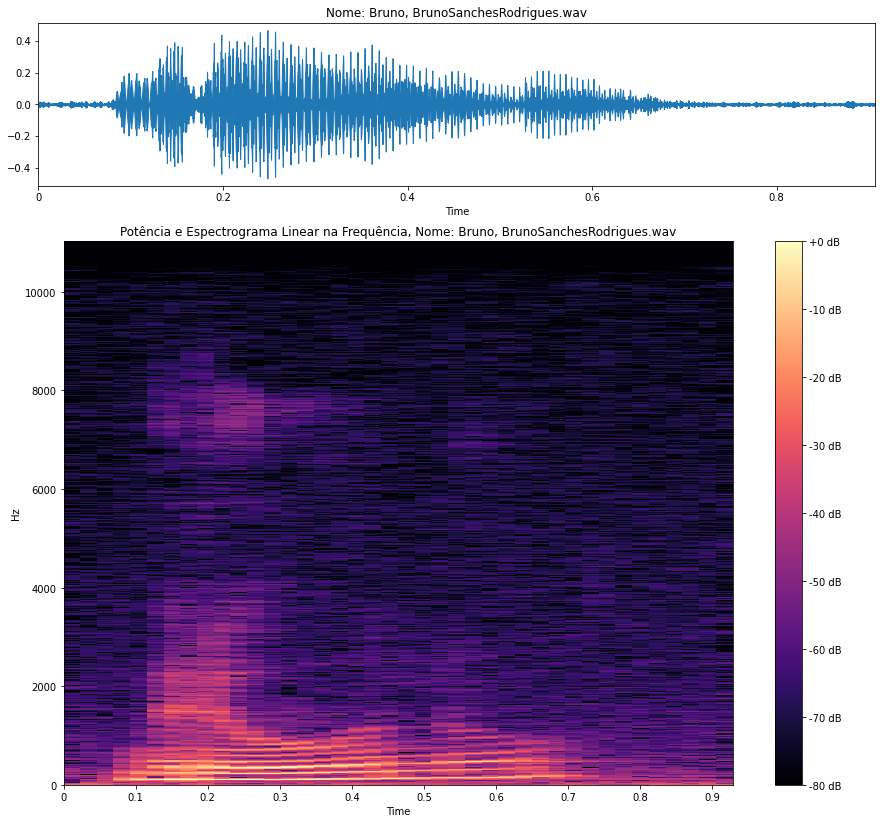 Nome: Bruno, BrunoSanchesRodrigues.wav
0.4
0.2
0.0
−0.2
−0.4
0
0.2
0.4
0.6
0.8
Time
Potência e Espectrograma Linear na Frequência, Nome: Bruno, BrunoSanchesRodrigues.wav
10000
8000
6000
4000
2000
0
Hz
0
0.1
0.2
0.3
0.4
0.5
0.6
0.7
0.8
0.9
Time
+0 dB
-10 dB
-20 dB
-30 dB
-40 dB
-50 dB
-60 dB
-70 dB
-80 dB